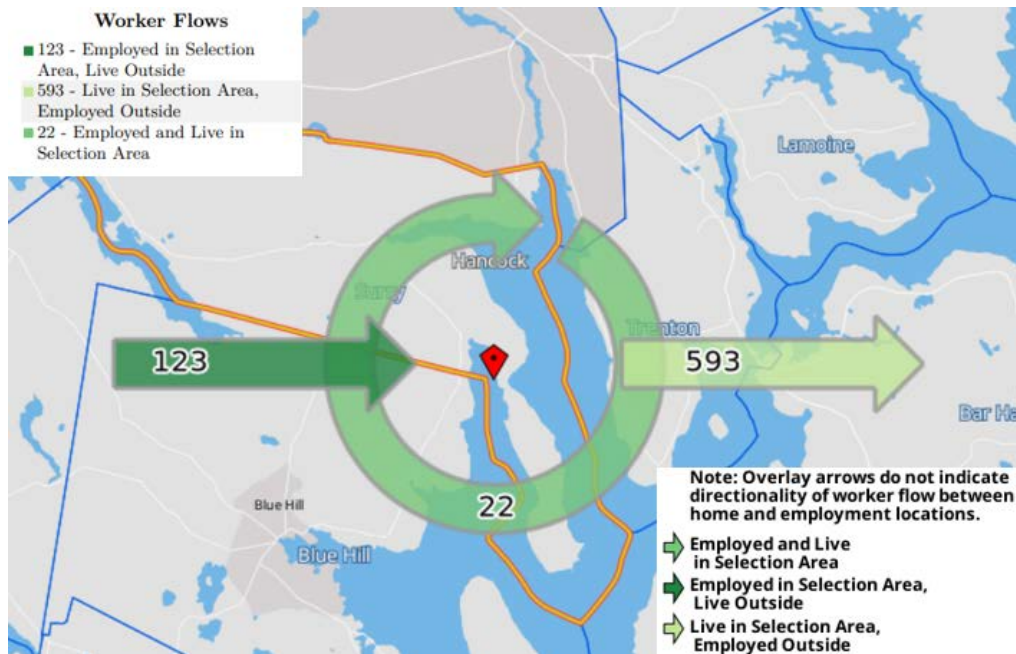 Worker Flows
123 - Employed in Selection
Area, Live Outside
593 - Live in Selection Area,
Employed Outside
22 - Employed and Live in
Selection Area
Lamoine
Hancock
Surry
Trenton
123
593
Bar Ha
Blue Hill
22
Blue Hill
Note: Overlay arrows do not indicate
directionality of worker flow between
home and employment locations.
Employed and Live
in Selection Area
Employed in Selection Area,
Live Outside
Live in Selection Area,
Employed Outside